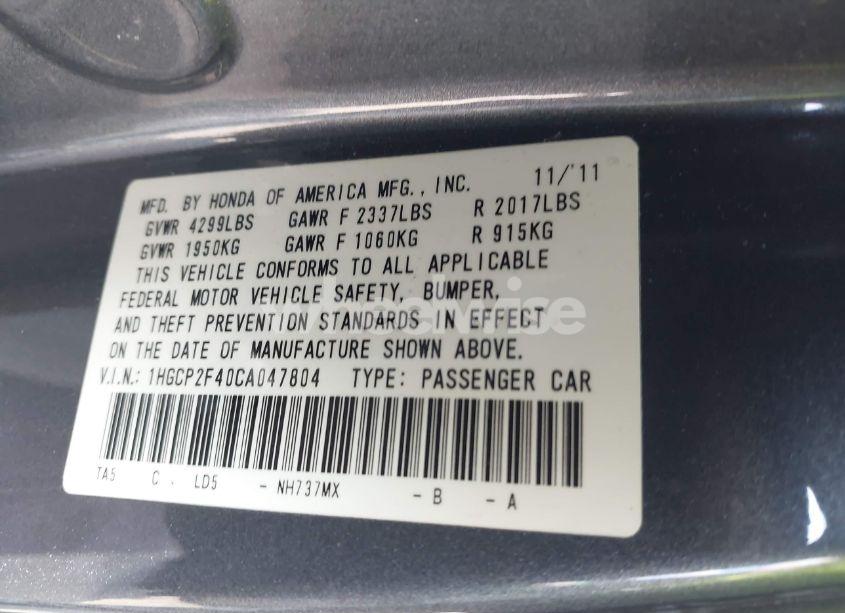 MFD. BY HONDA OF AMERICA MFG., INC. 11/'11
GVWR 4299LBS GAWR F 2337LBS R 2017LBS
GVWR 1950KG GAWR F 1060KG R 915KG
THIS VEHICLE CONFORMS TO ALL APPLICABLE
FEDERAL MOTOR VEHICLE SAFETY, BUMPER,
AND THEFT PREVENTION STANDARDS IN EFFECT
ON THE DATE OF MANUFACTURE SHOWN ABOVE.
V.I.N.: 1HGCP2F40CA047804 TYPE: PASSENGER CAR
TA5 C. LD5 - NH737MX - B - A